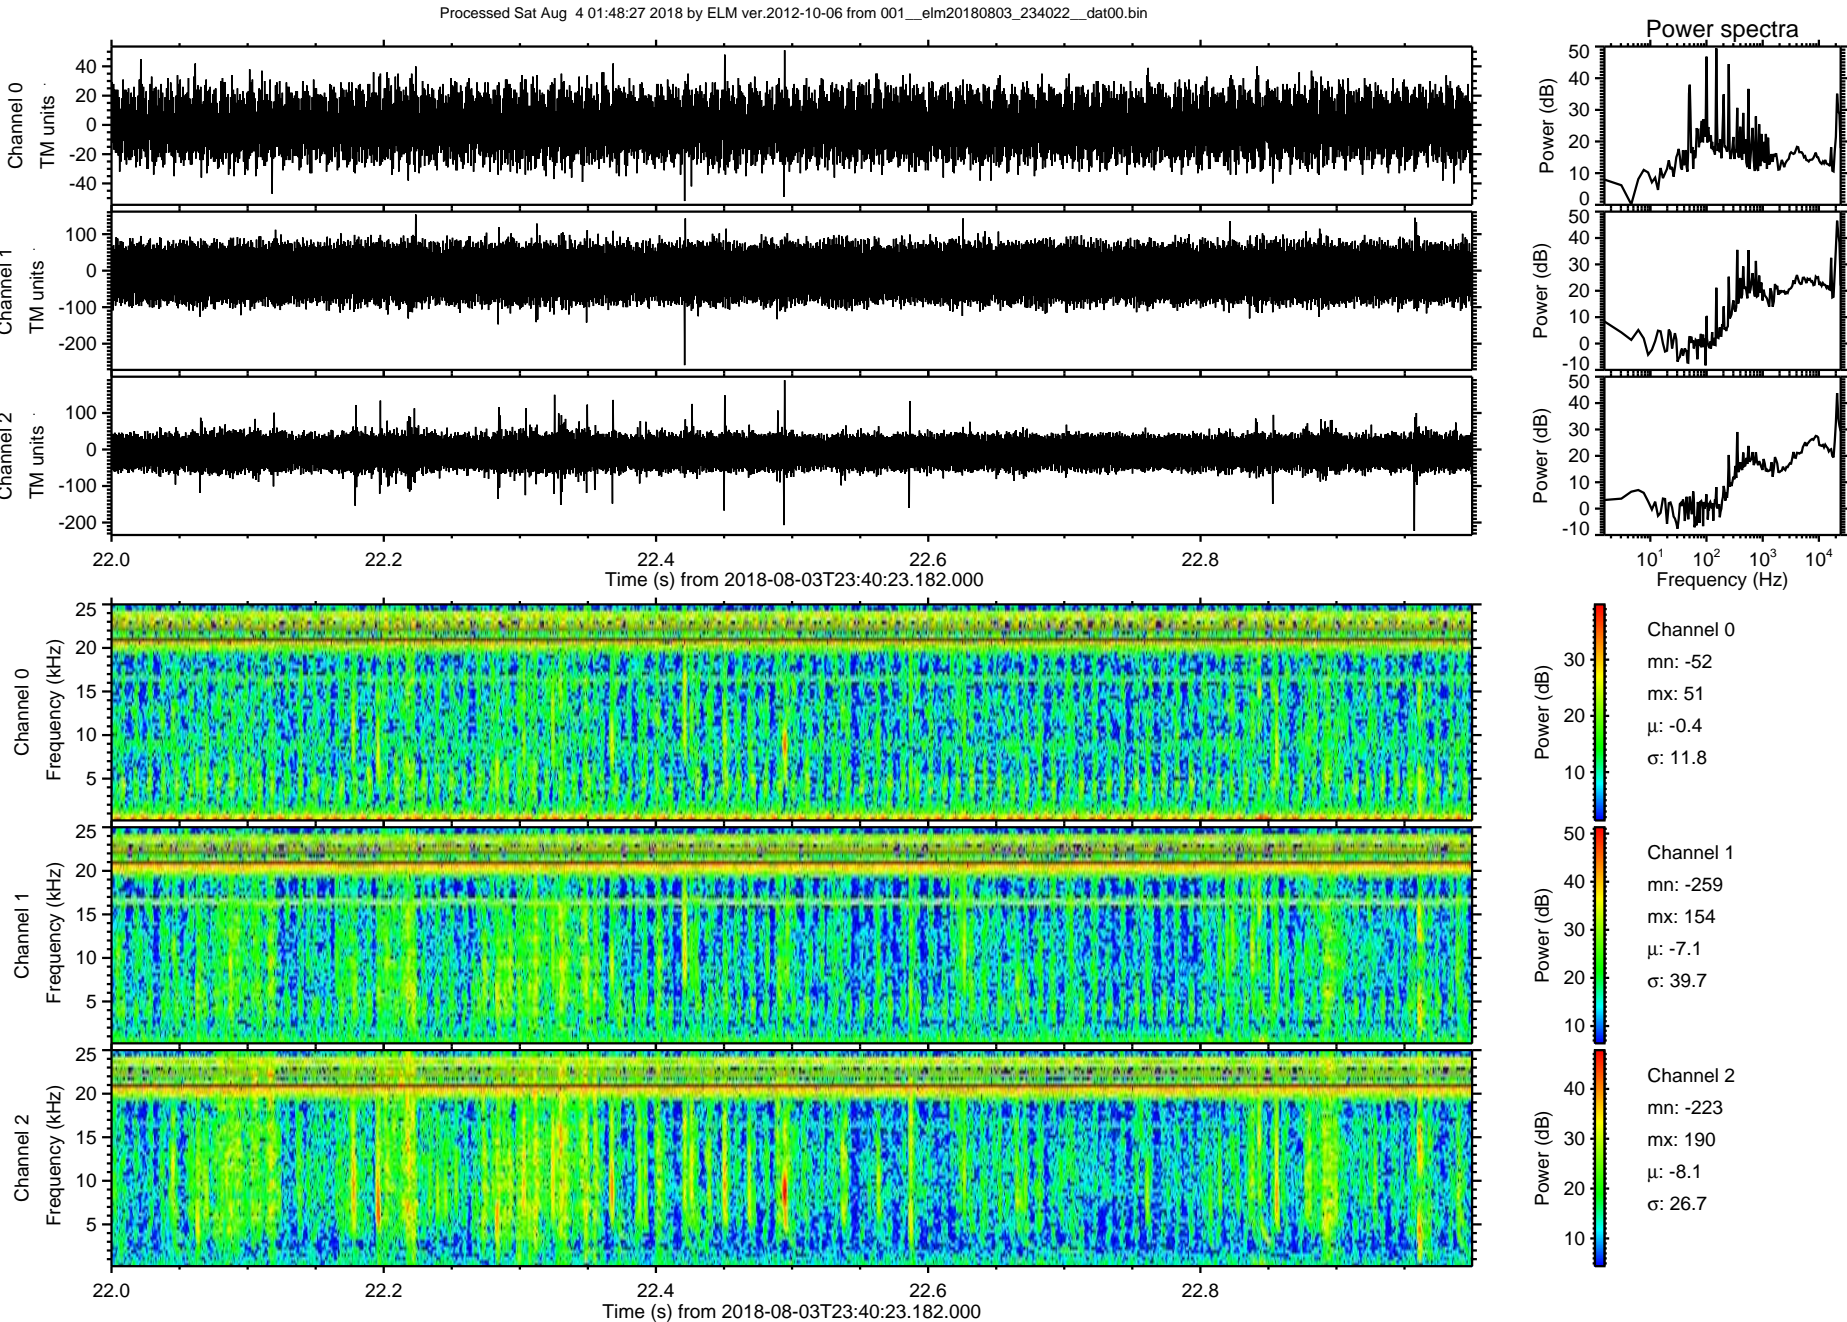 Processed Sat Aug  4 01:48:27 2018 by ELM ver.2012-10-06 from 001__elm20180803_234022__dat00.bin
Power spectra
Channel 0
TM units
40
20
0
-20
-40
Power (dB)
50
40
30
20
10
0
Channel 1
TM units
100
0
-100
-200
Power (dB)
50
40
30
20
10
0
-10
Channel 2
TM units
100
0
-100
-200
Power (dB)
50
40
30
20
10
0
-10
22.0 22.2 22.4 22.6 22.8
Time (s) from 2018-08-03T23:40:23.182.000
10^1 10^2 10^3 10^4
Frequency (Hz)
Channel 0
Frequency (kHz)
25
20
15
10
5
Power (dB)
30
20
10
Channel 0
mn: -52
mx: 51
µ: -0.4
σ: 11.8
Channel 1
Frequency (kHz)
25
20
15
10
5
Power (dB)
50
40
30
20
10
Channel 1
mn: -259
mx: 154
µ: -7.1
σ: 39.7
Channel 2
Frequency (kHz)
25
20
15
10
5
Power (dB)
40
30
20
10
Channel 2
mn: -223
mx: 190
µ: -8.1
σ: 26.7
22.0 22.2 22.4 22.6 22.8
Time (s) from 2018-08-03T23:40:23.182.000